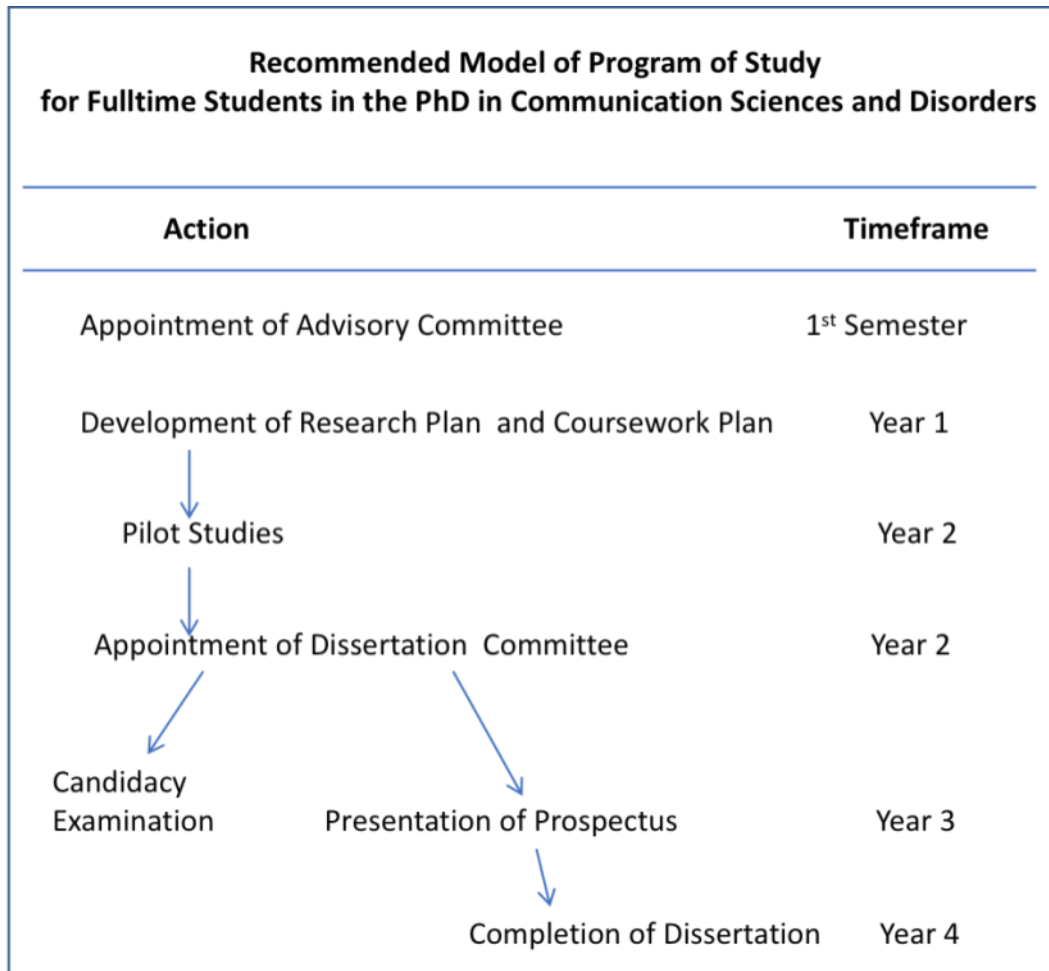 Recommended Model of Program of Study
for Fulltime Students in the PhD in Communication Sciences and Disorders
Action Timeframe
Appointment of Advisory Committee 1st Semester
Development of Research Plan and Coursework Plan Year 1
Pilot Studies Year 2
Appointment of Dissertation Committee Year 2
Candidacy
Examination Presentation of Prospectus Year 3
Completion of Dissertation Year 4